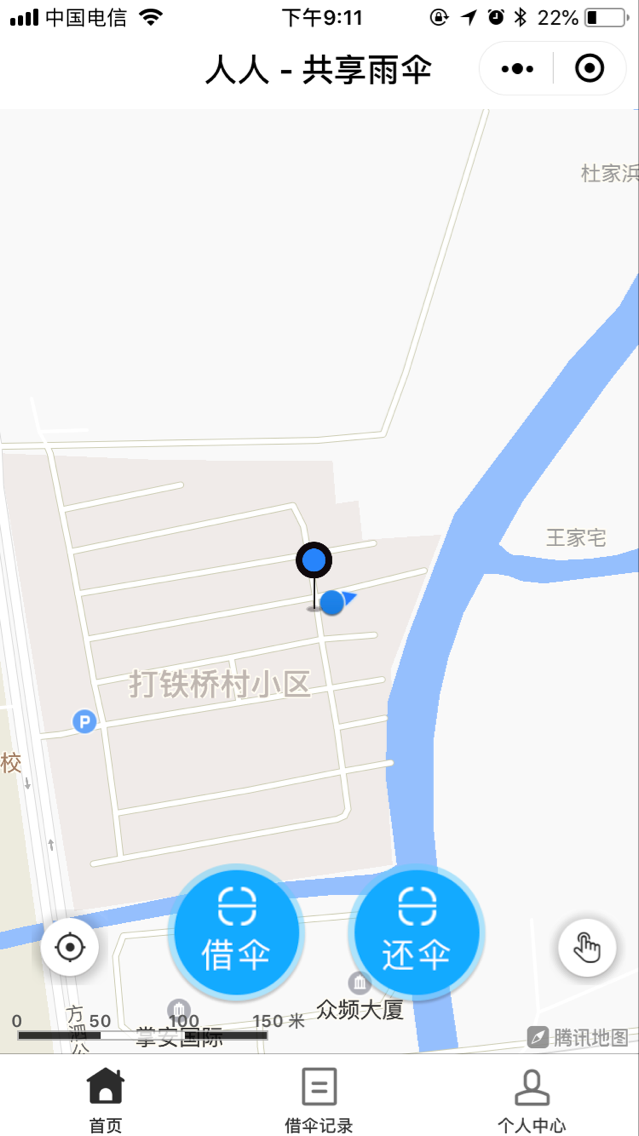 中国电信 下午9:11 22%
人人 - 共享雨伞
杜家浜
王家宅
打铁桥村小区
P
校
借伞 还伞
众频大厦
方泗公
0 50 100 150 米
掌安国际
腾讯地图
首页 借伞记录 个人中心